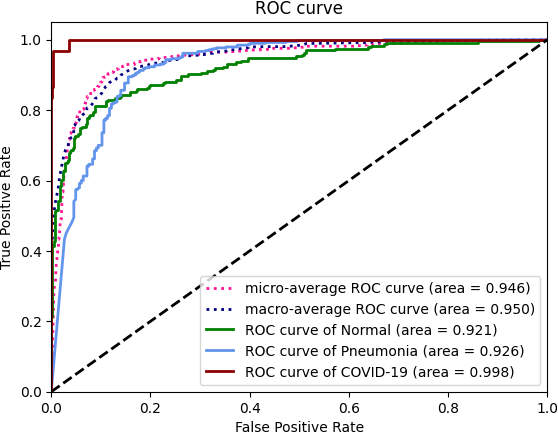 ROC curve
True Positive Rate
1.0
0.8
0.6
0.4
0.2
0.0
micro-average ROC curve (area = 0.946)
macro-average ROC curve (area = 0.950)
ROC curve of Normal (area = 0.921)
ROC curve of Pneumonia (area = 0.926)
ROC curve of COVID-19 (area = 0.998)
0.0 0.2 0.4 0.6 0.8 1.0
False Positive Rate